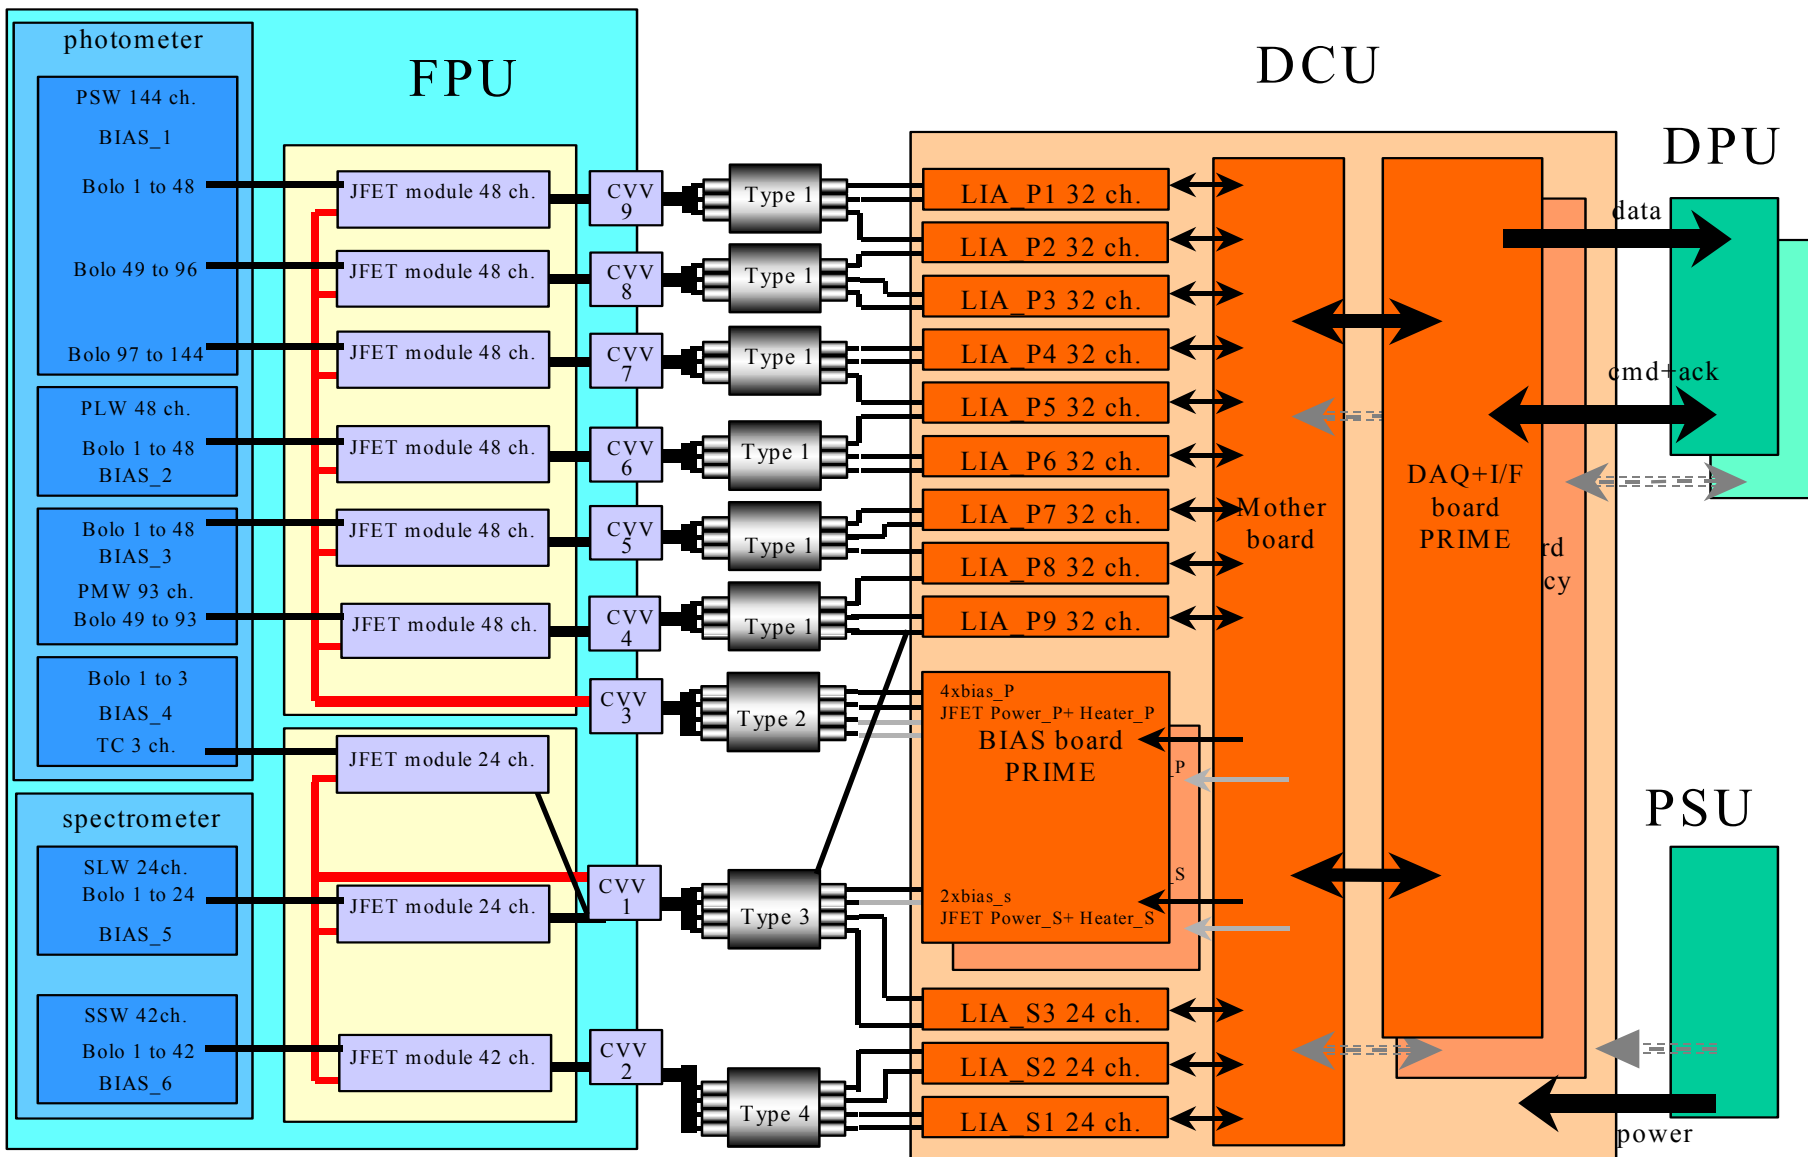 photometer
FPU
DCU
PSW 144 ch.
BIAS_1
Bolo 1 to 48
Bolo 49 to 96
Bolo 97 to 144
PLW 48 ch.
Bolo 1 to 48
BIAS_2
Bolo 1 to 48
BIAS_3
PMW 93 ch.
Bolo 49 to 93
Bolo 1 to 3
BIAS_4
TC 3 ch.
spectrometer
SLW 24ch.
Bolo 1 to 24
BIAS_5
SSW 42ch.
Bolo 1 to 42
BIAS_6
JFET module 48 ch.
JFET module 48 ch.
JFET module 48 ch.
JFET module 48 ch.
JFET module 48 ch.
JFET module 48 ch.
JFET module 24 ch.
JFET module 24 ch.
JFET module 42 ch.
CVV
9
CVV
8
CVV
7
CVV
6
CVV
5
CVV
4
CVV
3
CVV
1
CVV
2
Type 1
Type 1
Type 1
Type 1
Type 1
Type 1
Type 2
Type 3
Type 4
LIA_P1 32 ch.
LIA_P2 32 ch.
LIA_P3 32 ch.
LIA_P4 32 ch.
LIA_P5 32 ch.
LIA_P6 32 ch.
LIA_P7 32 ch.
LIA_P8 32 ch.
LIA_P9 32 ch.
4xbias_P
JFET Power_P+ Heater_P
BIAS board
PRIME
_P
_S
2xbias_s
JFET Power_S+ Heater_S
LIA_S3 24 ch.
LIA_S2 24 ch.
LIA_S1 24 ch.
Mother
board
DAQ+I/F
board
PRIME
rd
cy
DPU
data
cmd+ack
PSU
power